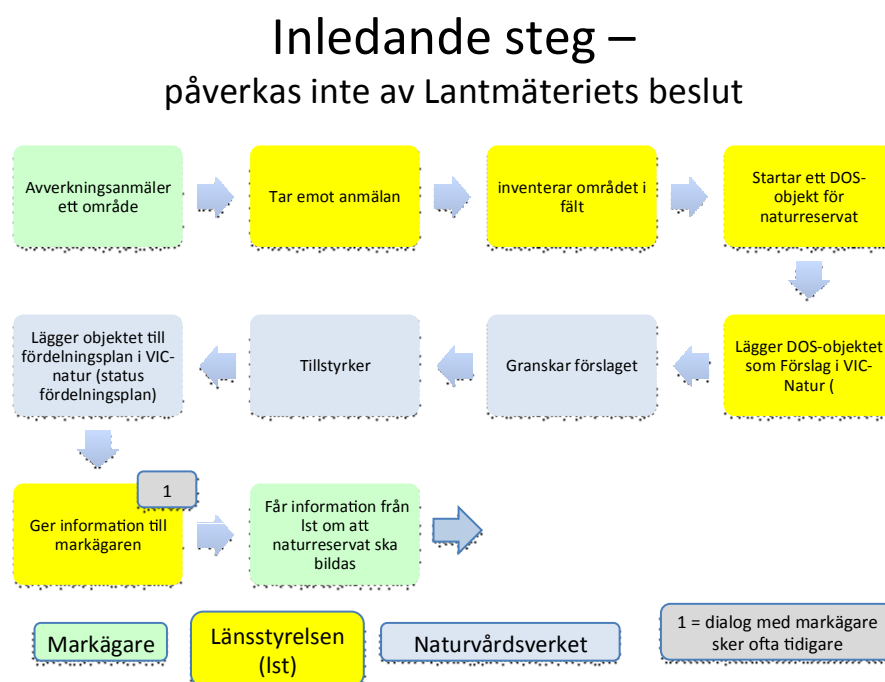 Inledande steg –
påverkas inte av Lantmäteriets beslut
Avverkningsanmäler
ett område
Tar emot anmälan
inventerar området i
fält
Startar ett DOS-
objekt för
naturreservat
Lägger objektet till
fördelningsplan i VIC-
natur (status
fördelningsplan)
Tillstyrker
Granskar förslaget
Lägger DOS-objektet
som Förslag i VIC-
Natur (
1
Ger information till
markägaren
Får information från
lst om att
naturreservat ska
bildas
Markägare
Länsstyrelsen
(lst)
Naturvårdsverket
1 = dialog med markägare
sker ofta tidigare